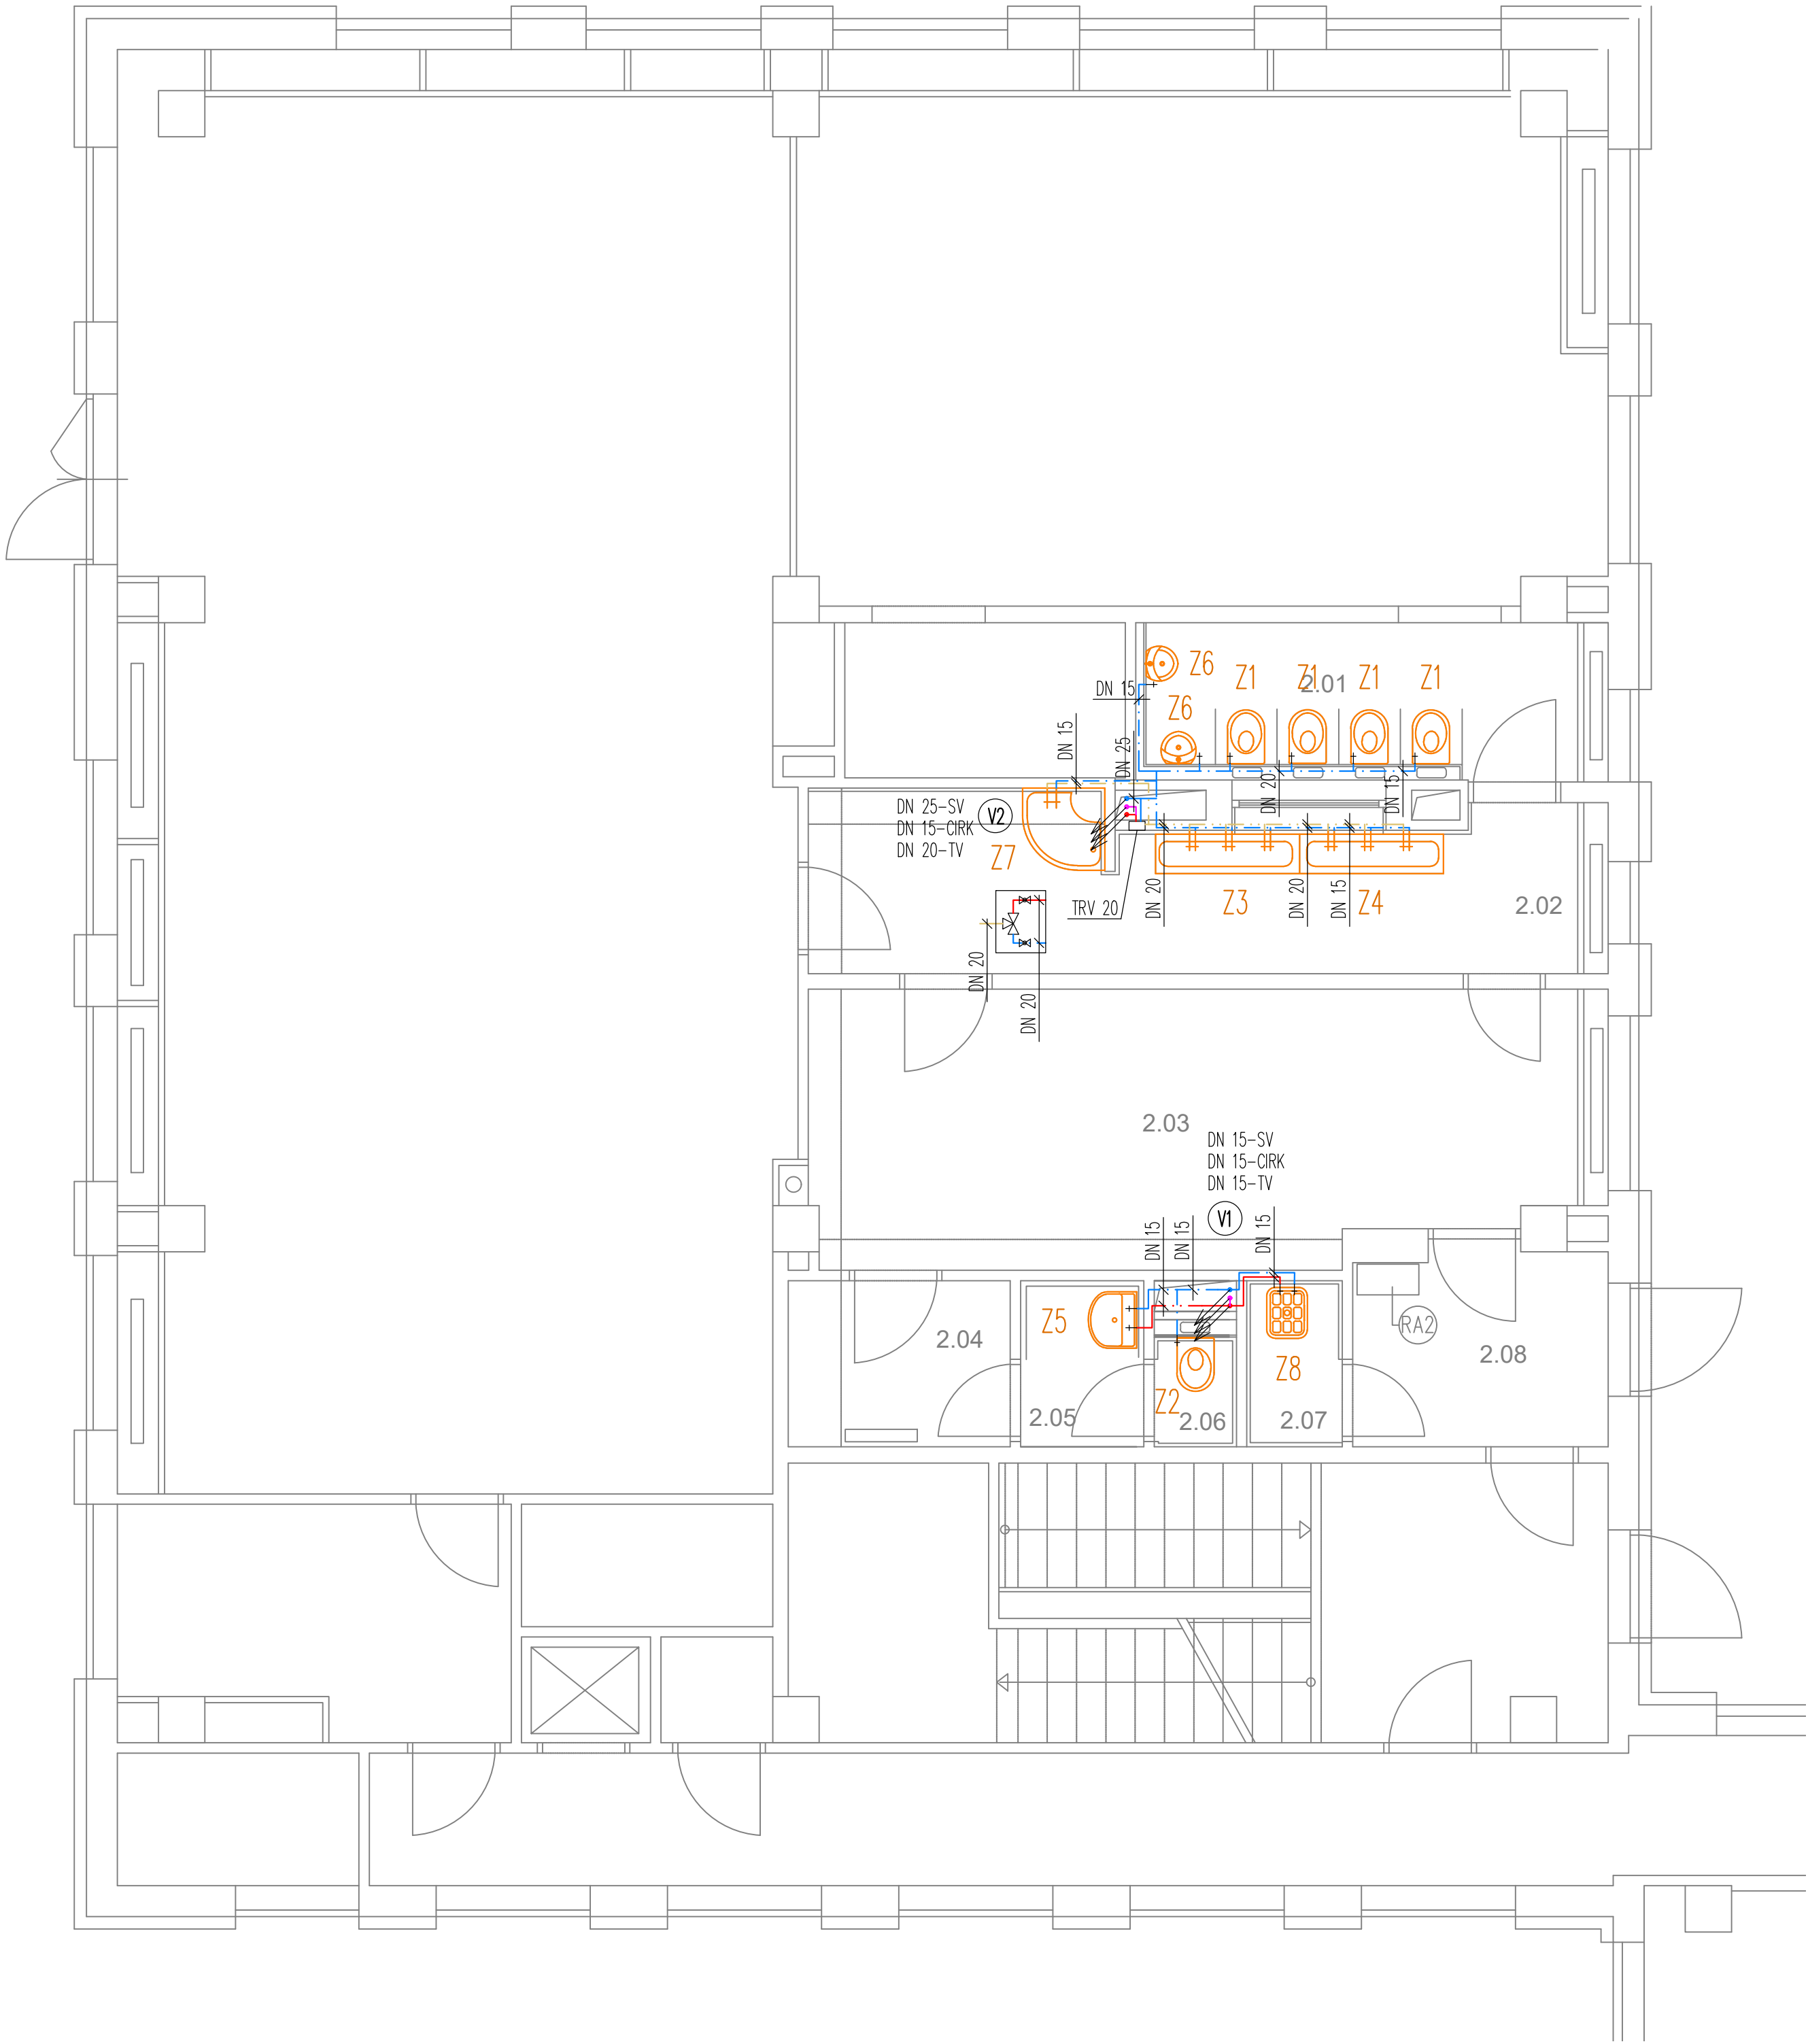 Z6
Z1
Z1
Z1
Z1
2.01
DN 15
Z6
DN 15
DN 25
DN 20
DN 15
DN 25-SV
DN 15-CIRK
DN 20-TV
V2
Z7
TRV 20
DN 20
Z3
DN 20
DN 15
Z4
2.02
DN 20
DN 20
2.03
DN 15-SV
DN 15-CIRK
DN 15-TV
V1
DN 15
DN 15
DN 15
Z5
2.04
RA2
2.08
Z8
Z2
2.05
2.06
2.07